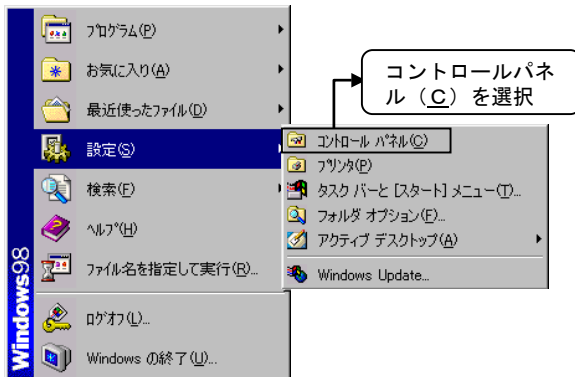 プログラム(P)
お気に入り(A)
最近使ったファイル(D)
設定(S)
検索(F)
ヘルプ(H)
ファイル名を指定して実行(R)...
ログオフ(L)...
Windows の終了(U)...
Windows98
コントロール パネル(C)
プリンタ(P)
タスク バーと [スタート] メニュー(T)...
フォルダ オプション(F)...
アクティブ デスクトップ(A)
Windows Update...
コントロールパネ
ル（C）を選択